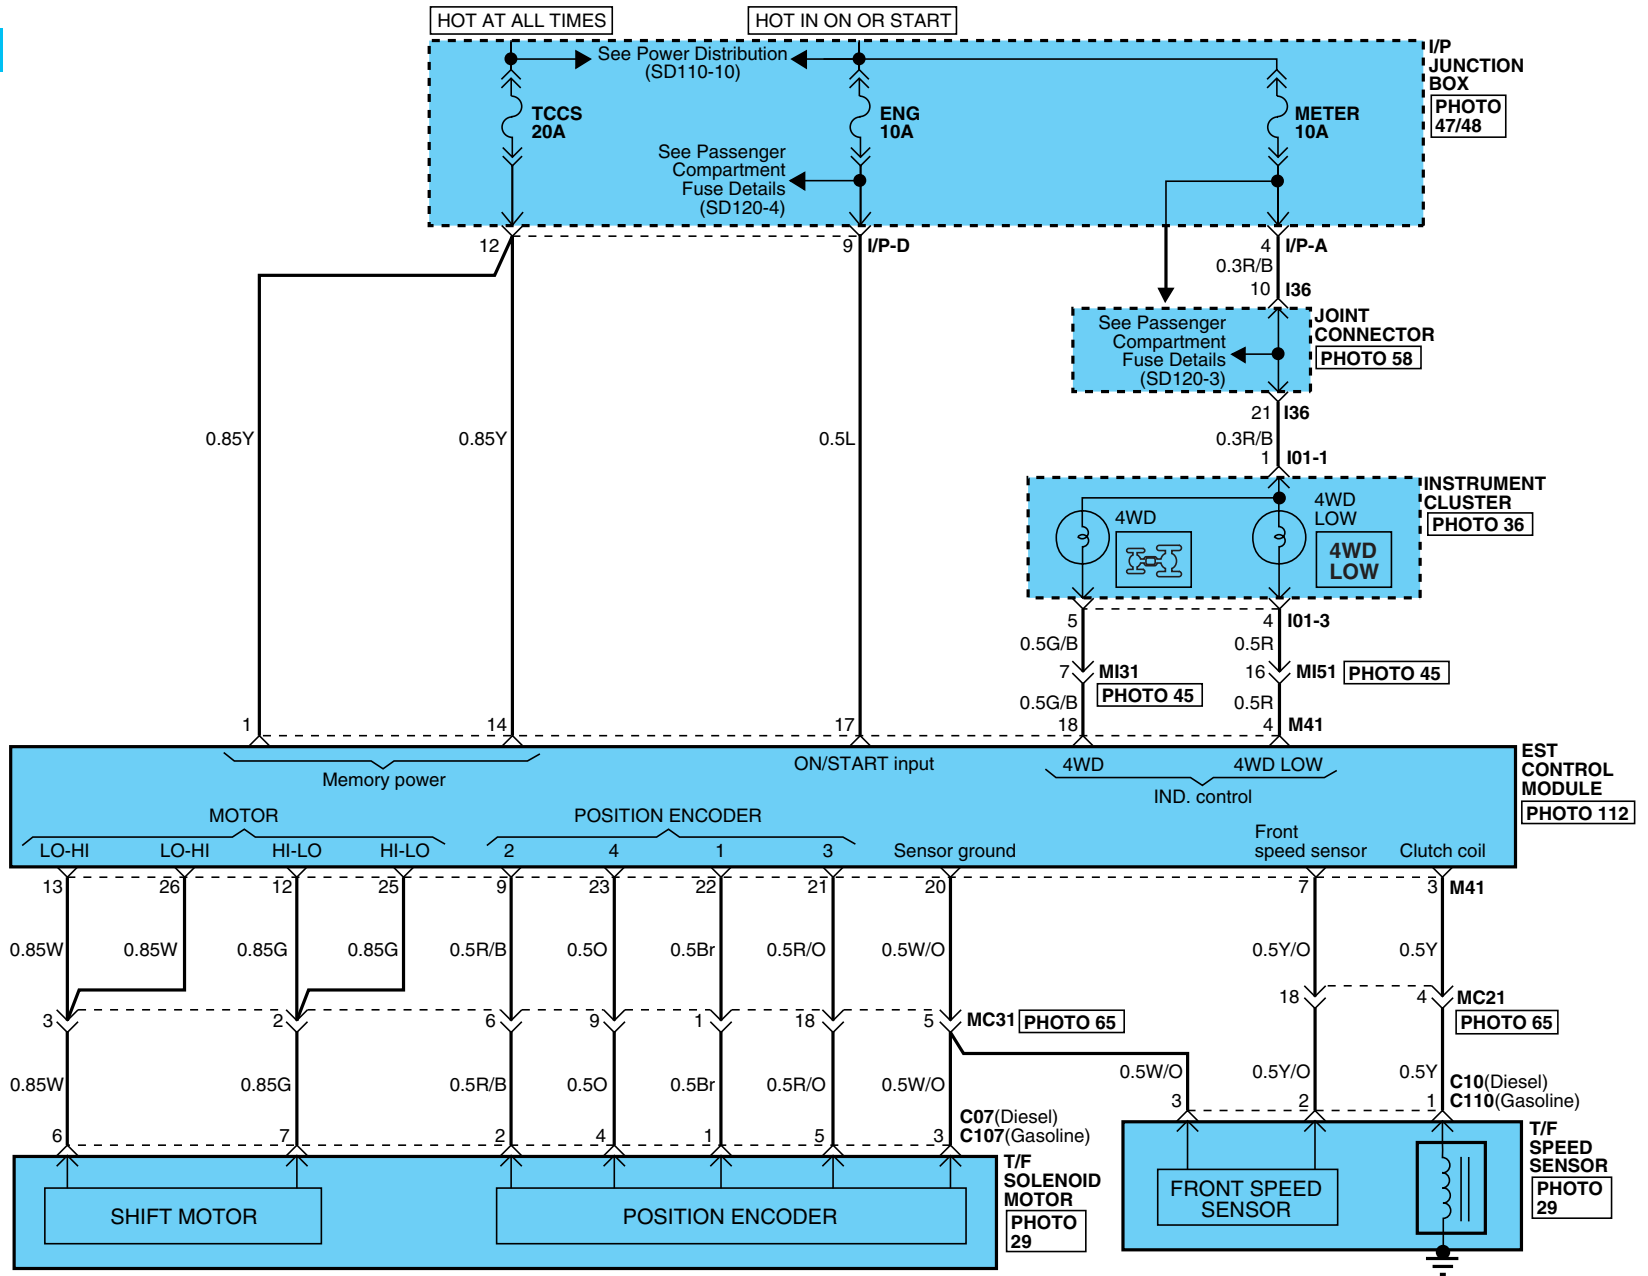 HOT AT ALL TIMES
HOT IN ON OR START
See Power Distribution
(SD110-10)
I/P
JUNCTION
BOX
PHOTO
47/48
TCCS
20A
ENG
10A
METER
10A
See Passenger
Compartment
Fuse Details
(SD120-4)
12
9
I/P-D
4
I/P-A
0.3R/B
10
I36
See Passenger
Compartment
Fuse Details
(SD120-3)
JOINT
CONNECTOR
PHOTO 58
21
I36
0.85Y
0.85Y
0.5L
0.3R/B
1
I01-1
INSTRUMENT
CLUSTER
PHOTO 36
4WD
4WD
LOW
4WD
LOW
5
4
I01-3
0.5G/B
0.5R
7
MI31
16
MI51
PHOTO 45
PHOTO 45
0.5G/B
0.5R
1
14
17
18
4
M41
EST
CONTROL
MODULE
PHOTO 112
Memory power
ON/START input
4WD
4WD LOW
IND. control
MOTOR
POSITION ENCODER
LO-HI
LO-HI
HI-LO
HI-LO
2
4
1
3
Sensor ground
Front
speed sensor
Clutch coil
13
26
12
25
9
23
22
21
20
7
3
M41
0.85W
0.85W
0.85G
0.85G
0.5R/B
0.5O
0.5Br
0.5R/O
0.5W/O
0.5Y/O
0.5Y
18
4
MC21
PHOTO 65
3
2
6
9
1
18
5
MC31
PHOTO 65
0.85W
0.85G
0.5R/B
0.5O
0.5Br
0.5R/O
0.5W/O
0.5W/O
0.5Y/O
0.5Y
C10(Diesel)
C110(Gasoline)
3
2
1
C07(Diesel)
C107(Gasoline)
6
7
2
4
1
5
3
T/F
SOLENOID
MOTOR
PHOTO
29
SHIFT MOTOR
POSITION ENCODER
FRONT SPEED
SENSOR
T/F
SPEED
SENSOR
PHOTO
29